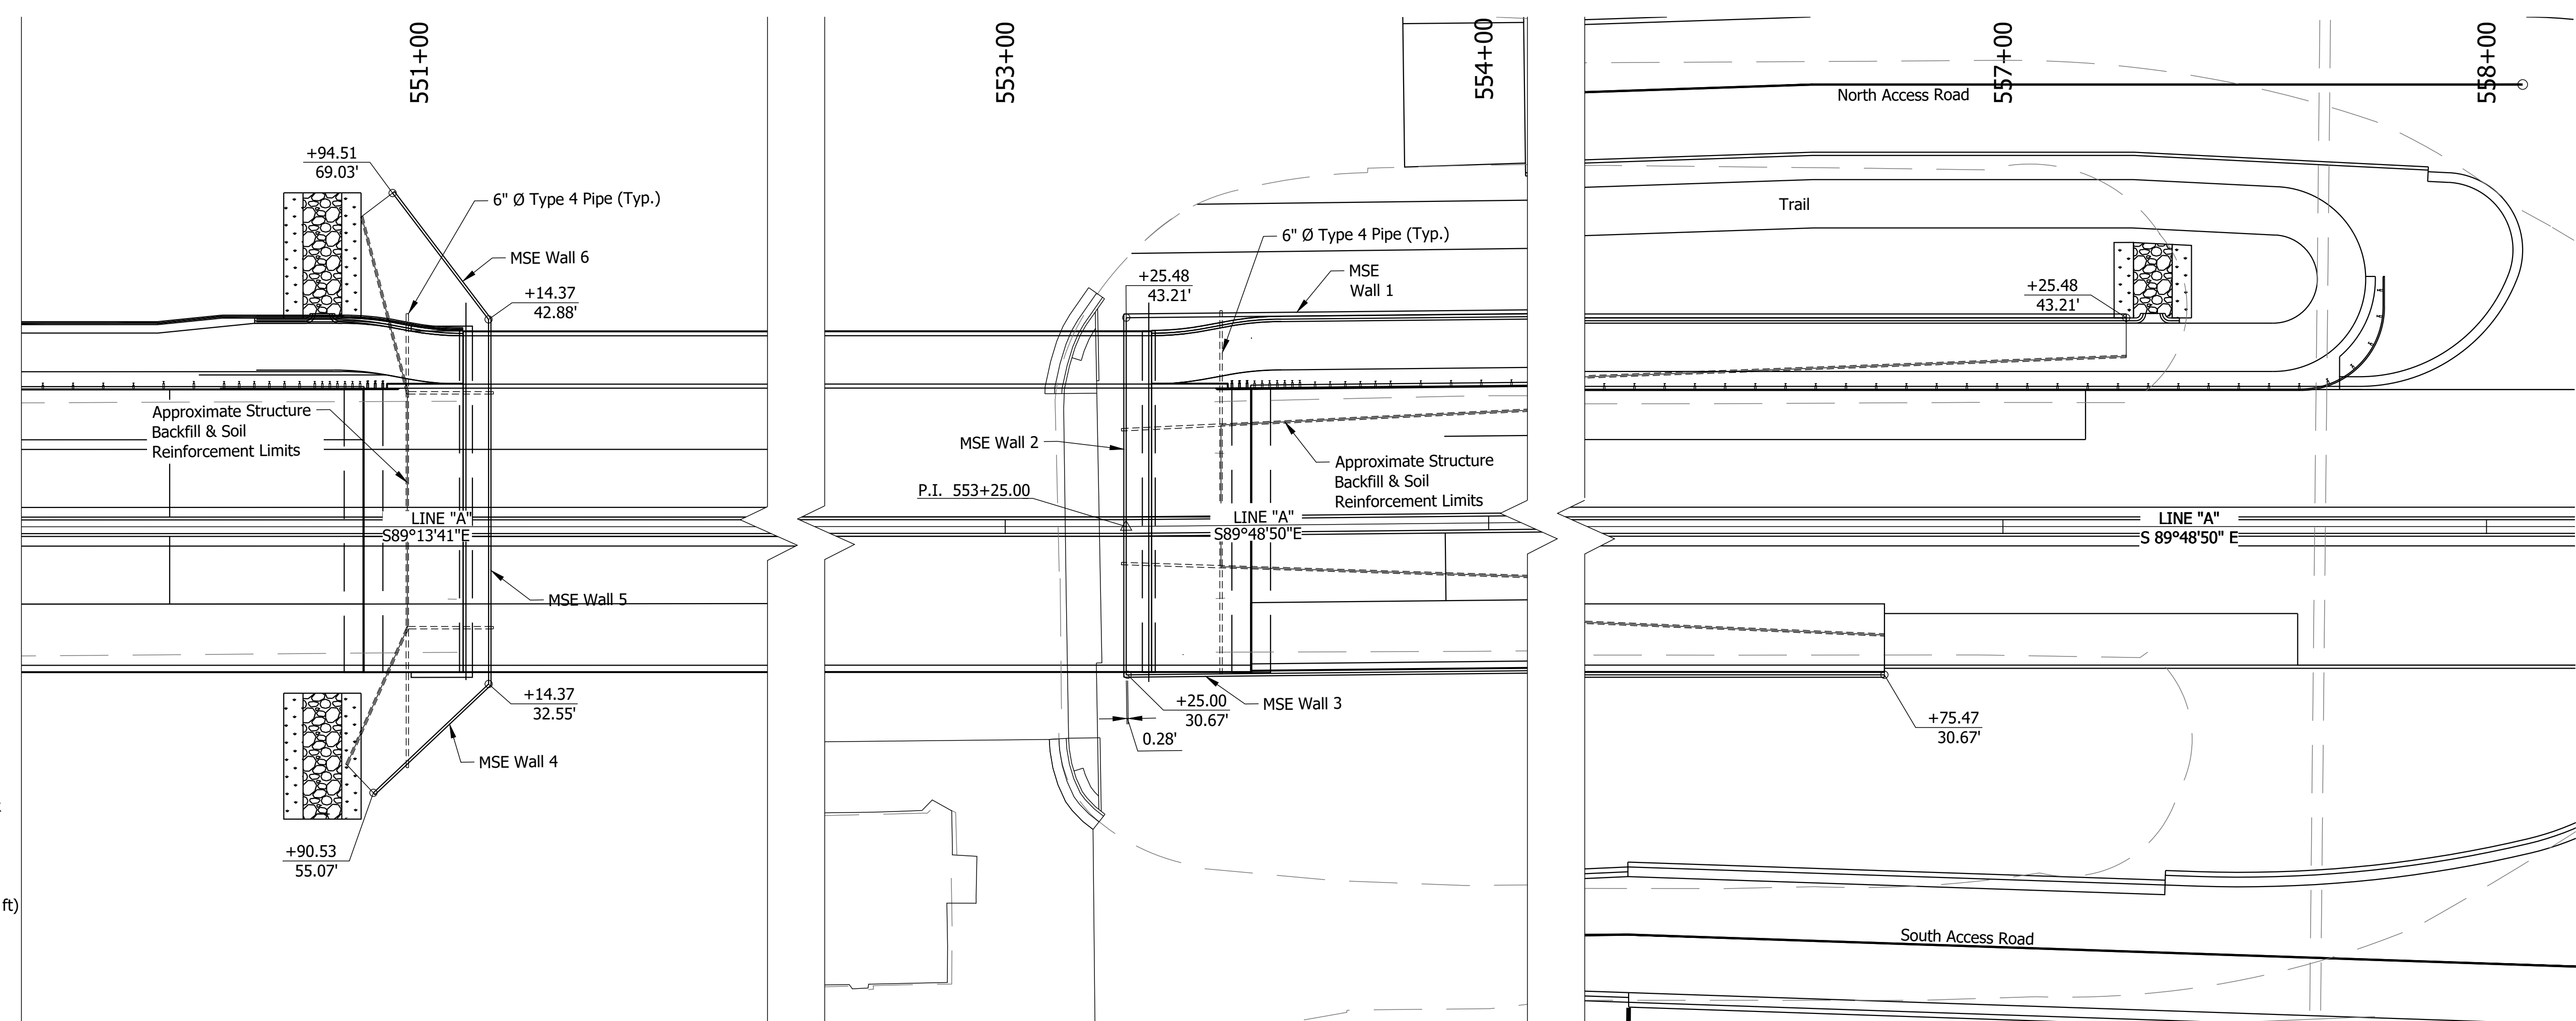 551+00
553+00
554+00
557+00
558+00
North Access Road
+94.51
69.03'
6" Ø Type 4 Pipe (Typ.)
MSE Wall 6
+14.37
42.88'
Approximate Structure
Backfill & Soil
Reinforcement Limits
LINE "A"
S89°13'41"E
MSE Wall 5
+14.37
32.55'
MSE Wall 4
+90.53
55.07'
ft)
6" Ø Type 4 Pipe (Typ.)
+25.48
43.21'
MSE
Wall 1
MSE Wall 2
Approximate Structure
Backfill & Soil
Reinforcement Limits
P.I. 553+25.00
LINE "A"
S89°48'50"E
+25.00
30.67'
MSE Wall 3
0.28'
Trail
+25.48
43.21'
LINE "A"
S 89°48'50" E
+75.47
30.67'
South Access Road